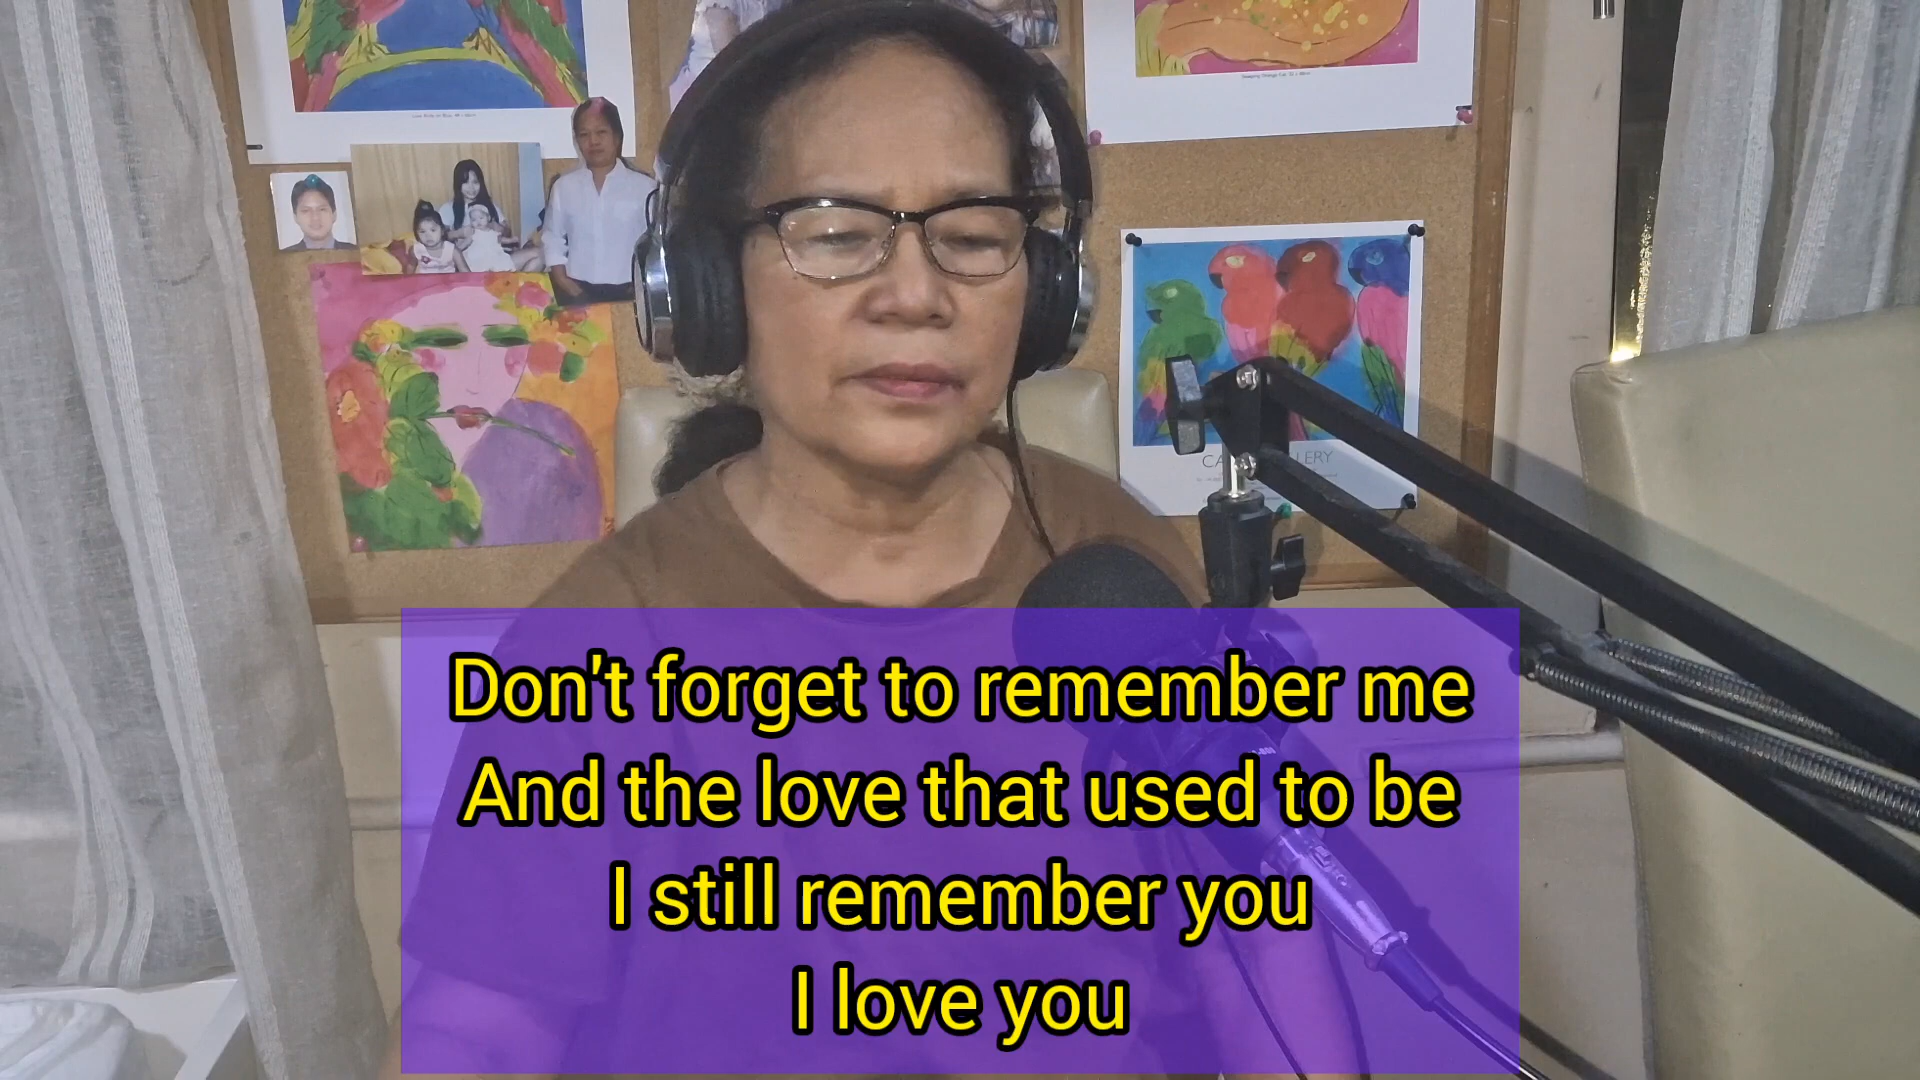 Don't forget to remember me
And the love that used to be
I still remember you
I love you